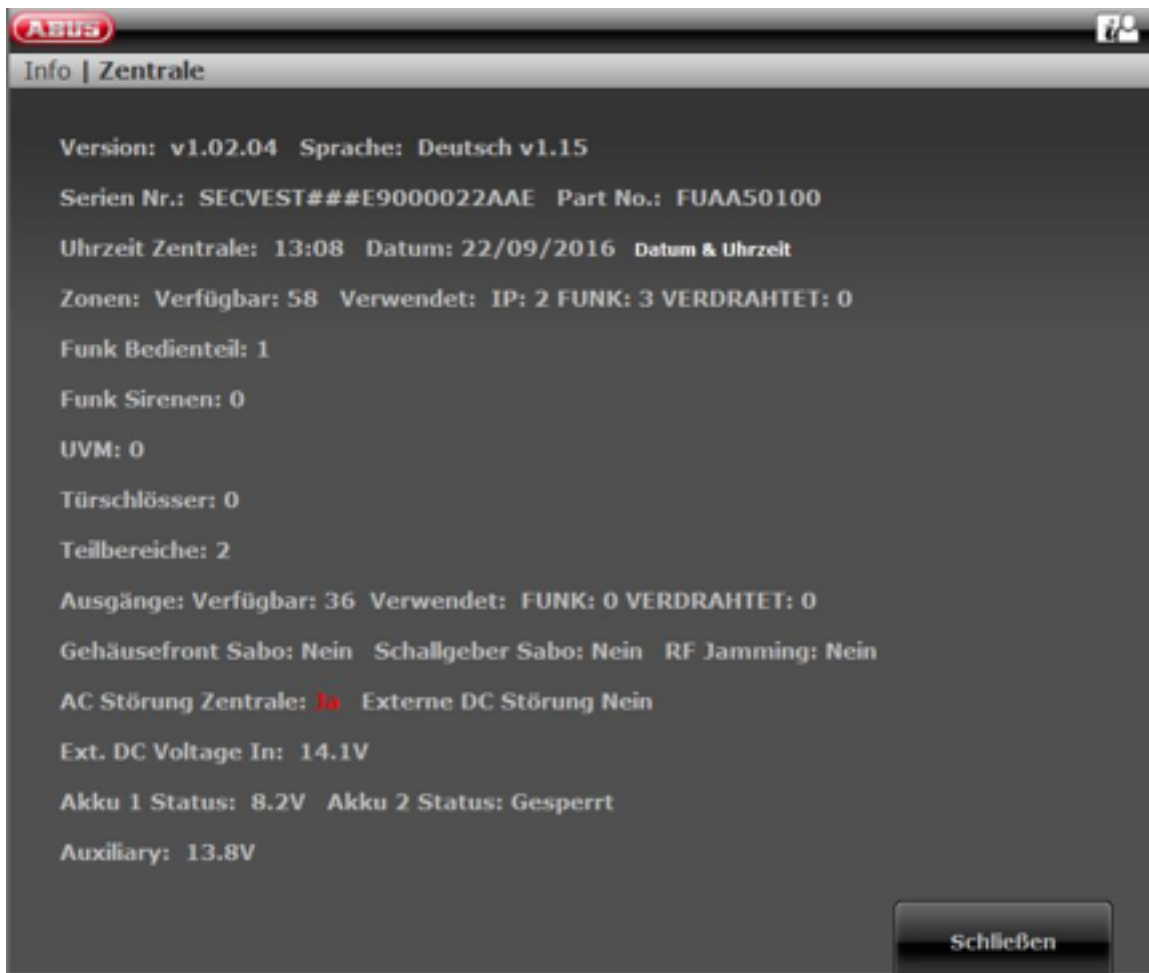 ABUS
Info | Zentrale
Version: v1.02.04 Sprache: Deutsch v1.15
Serien Nr.: SECVEST###E9000022AAE Part No.: FUAA50100
Uhrzeit Zentrale: 13:08 Datum: 22/09/2016 Datum & Uhrzeit
Zonen: Verfügbar: 58 Verwendet: IP: 2 FUNK: 3 VERDRAHTET: 0
Funk Bedienteil: 1
Funk Sirenen: 0
UVM: 0
Türschlösser: 0
Teilbereiche: 2
Ausgänge: Verfügbar: 36 Verwendet: FUNK: 0 VERDRAHTET: 0
Gehäusefront Sabo: Nein Schallgeber Sabo: Nein RF Jamming: Nein
AC Störung Zentrale: Ja Externe DC Störung Nein
Ext. DC Voltage In: 14.1V
Akku 1 Status: 8.2V Akku 2 Status: Gesperrt
Auxiliary: 13.8V
Schließen